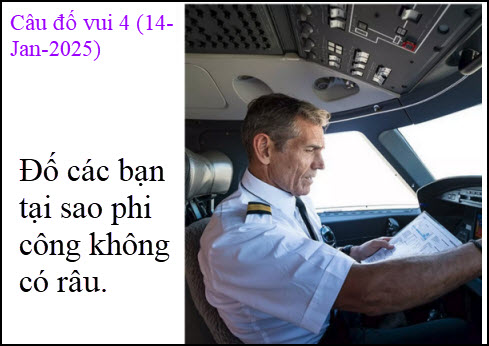 Câu đố vui 4 (14-
Jan-2025)
Đố các bạn
tại sao phi
công không
có râu.